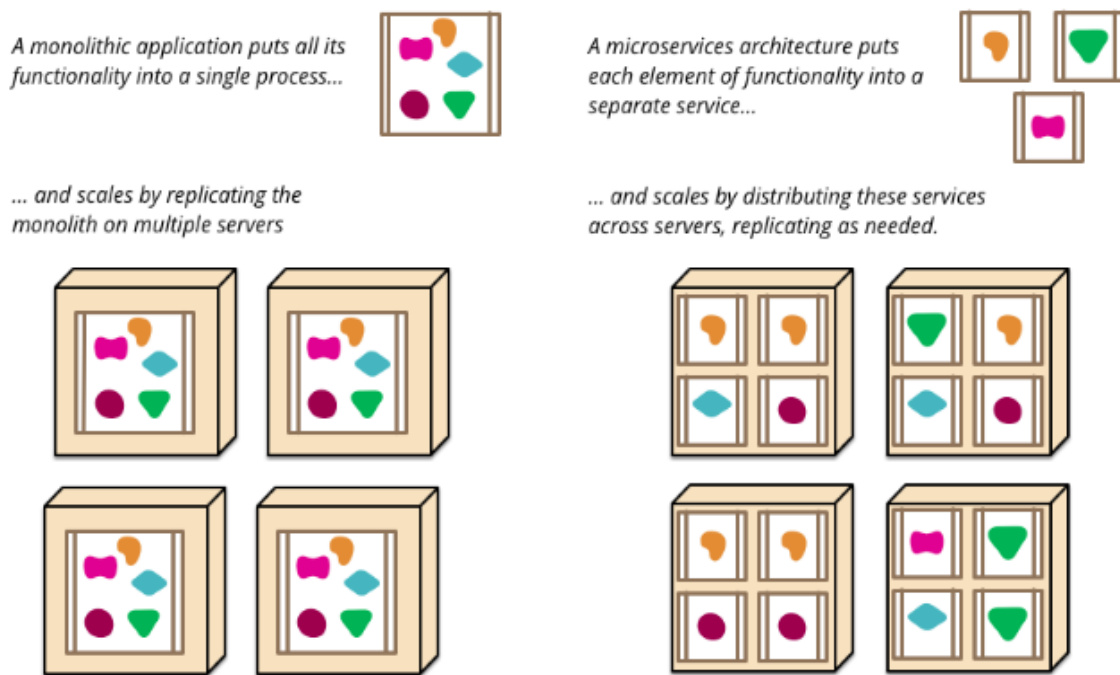 A monolithic application puts all its
functionality into a single process...
... and scales by replicating the
monolith on multiple servers
A microservices architecture puts
each element of functionality into a
separate service...
... and scales by distributing these services
across servers, replicating as needed.